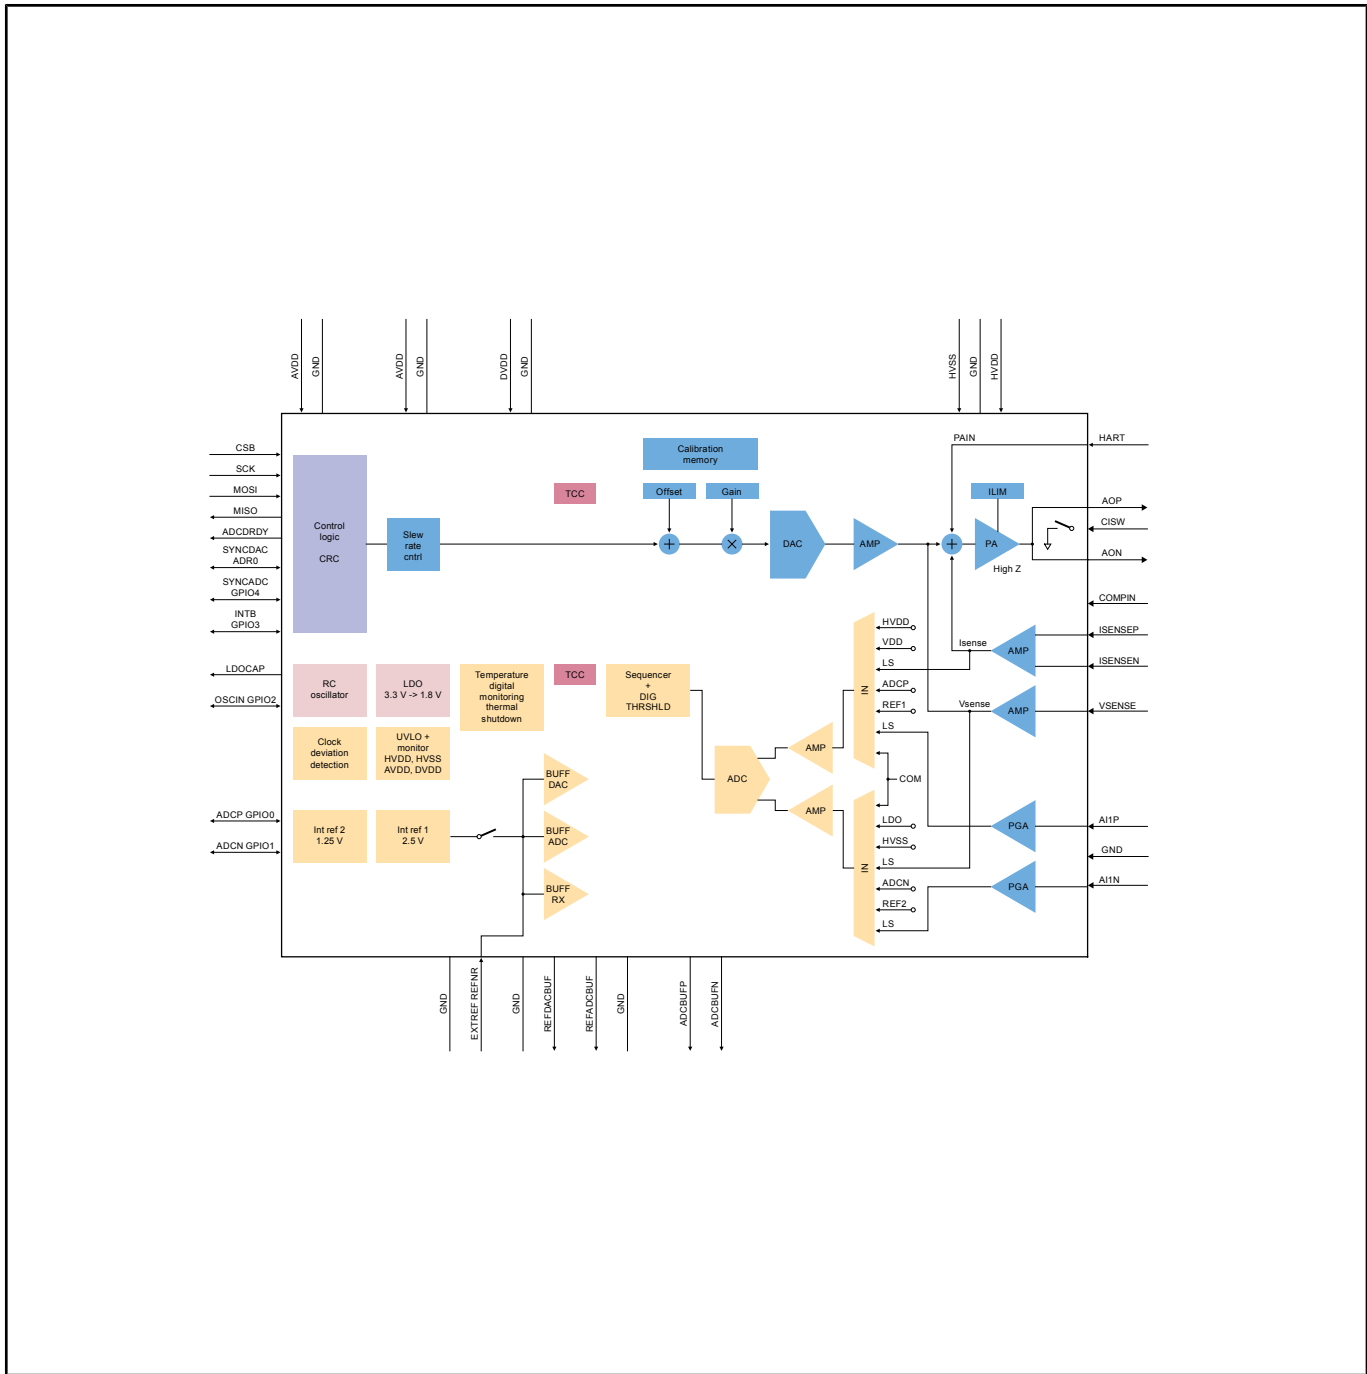 AVDD
GND
AVDD
GND
DVDD
GND
HVSS
GND
HVDD
CSB
SCK
MOSI
MISO
ADCDRDY
SYNCDAC
ADR0
SYNCADC
GPIO4
INTB
GPIO3
LDOCAP
OSCIN GPIO2
ADCP GPIO0
ADCN GPIO1
Control
logic
CRC
Slew
rate
cntrl
TCC
Calibration
memory
Offset
Gain
+
×
DAC
AMP
+
PAIN
ILIM
PA
High Z
HART
AOP
CISW
AON
COMPIN
ISENSEP
ISENSEN
VSENSE
AI1P
GND
AI1N
RC
oscillator
LDO
3.3 V -> 1.8 V
Temperature
digital
monitoring
thermal
shutdown
TCC
Sequencer
+
DIG
THRSHLD
Clock
deviation
detection
UVLO +
monitor
HVDD, HVSS
AVDD, DVDD
Int ref 2
1.25 V
Int ref 1
2.5 V
BUFF
DAC
BUFF
ADC
BUFF
RX
ADC
AMP
AMP
IN
IN
HVDD
VDD
LS
ADCP
REF1
LS
COM
LDO
HVSS
LS
ADCN
REF2
LS
Isense
AMP
Vsense
AMP
PGA
PGA
GND
EXTREF REFNR
GND
REFDACBUF
REFADCBUF
GND
ADCBUFP
ADCBUFN